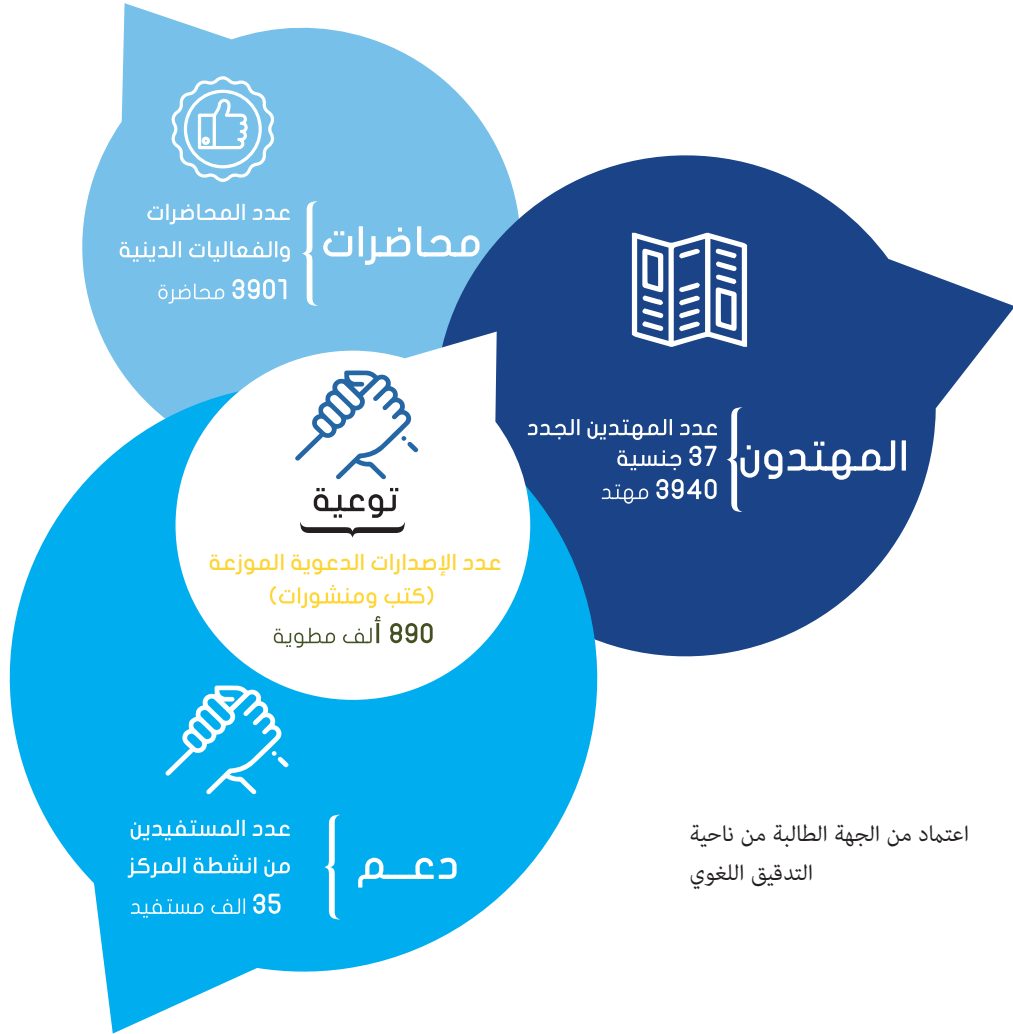 محاضرات
عدد المحاضرات
والفعاليات الدينية
3901 محاضرة
المهتدون
عدد المهتدين الجدد
37 جنسية
3940 مهتد
توعية
عدد الإصدارات الدعوية الموزعة
(كتب ومنشورات)
890 ألف مطوية
دعـــم
عدد المستفيدين
من انشطة المركز
35 الف مستفيد
اعتماد من الجهة الطالبة من ناحية
التدقيق اللغوي